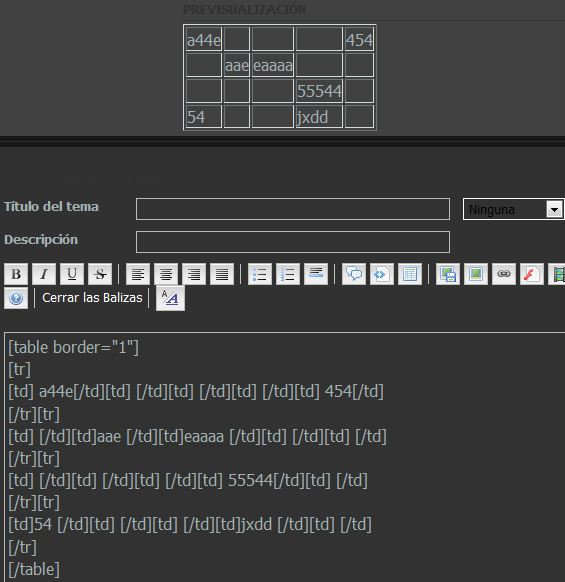 PREVISUALIZACIÓN
a44e 454
aae eaaaa
55544
54 jxdd
Título del tema
Ninguna
Descripción
B I U S
Cerrar las Balizas
[table border="1"]
[tr]
[td] a44e[/td][td] [/td][td] [/td][td] [/td][td] 454[/td]
[/tr][tr]
[td] [/td][td]aae [/td][td]eaaaa [/td][td] [/td][td] [/td]
[/tr][tr]
[td] [/td][td] [/td][td] [/td][td] 55544[/td][td] [/td]
[/tr][tr]
[td]54 [/td][td] [/td][td] [/td][td]jxdd [/td][td] [/td]
[/tr]
[/table]